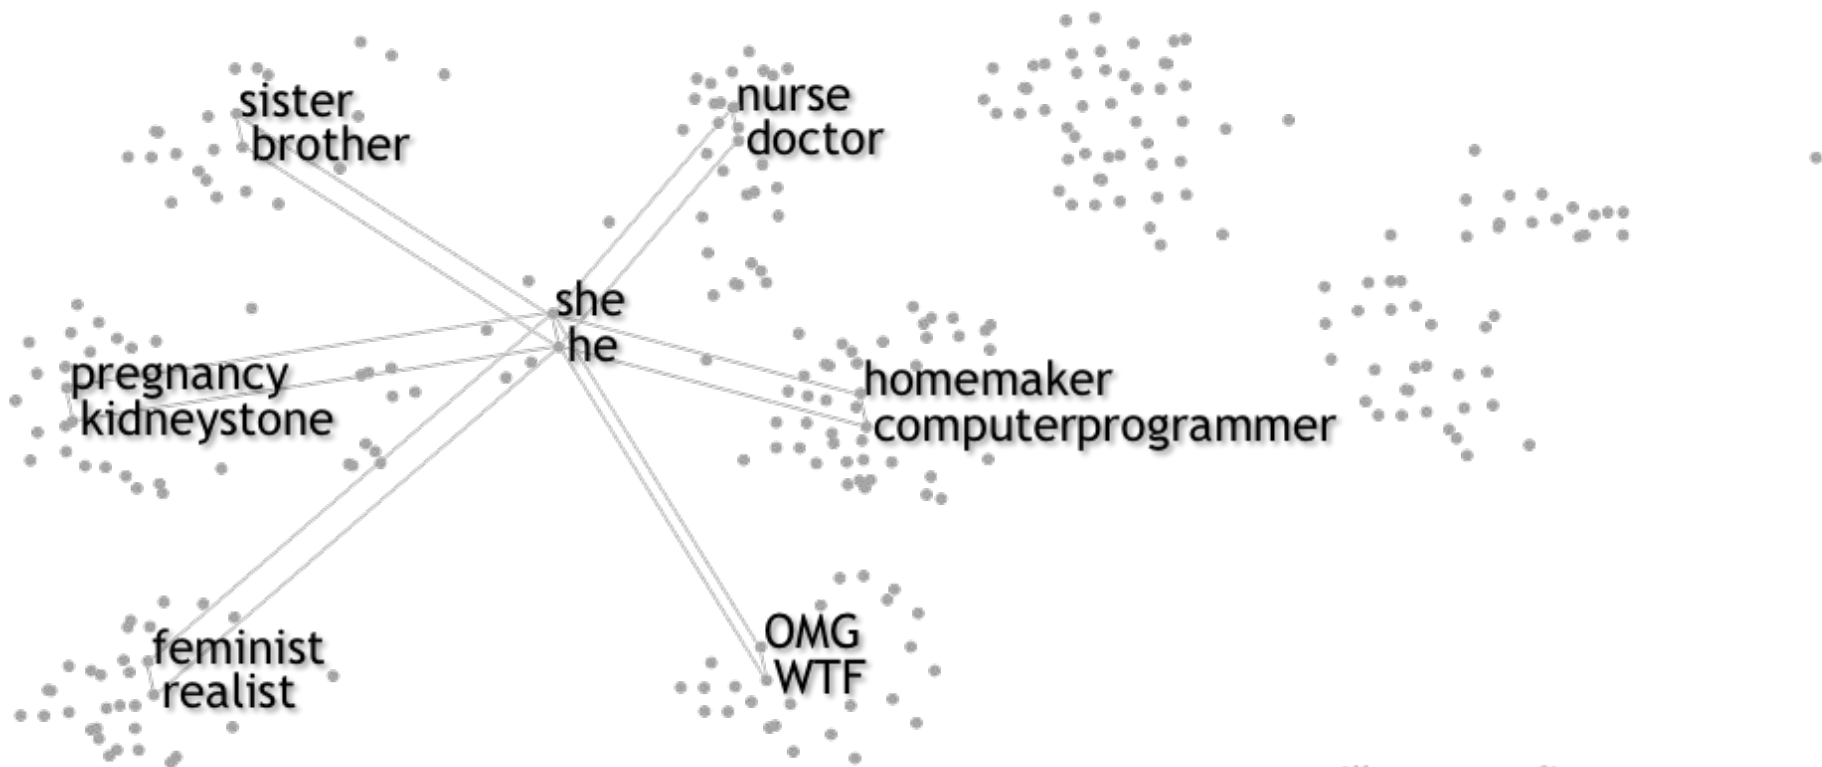 sister
brother
nurse
doctor
she
he
pregnancy
kidneystone
homemaker
computerprogrammer
feminist
realist
OMG
WTF